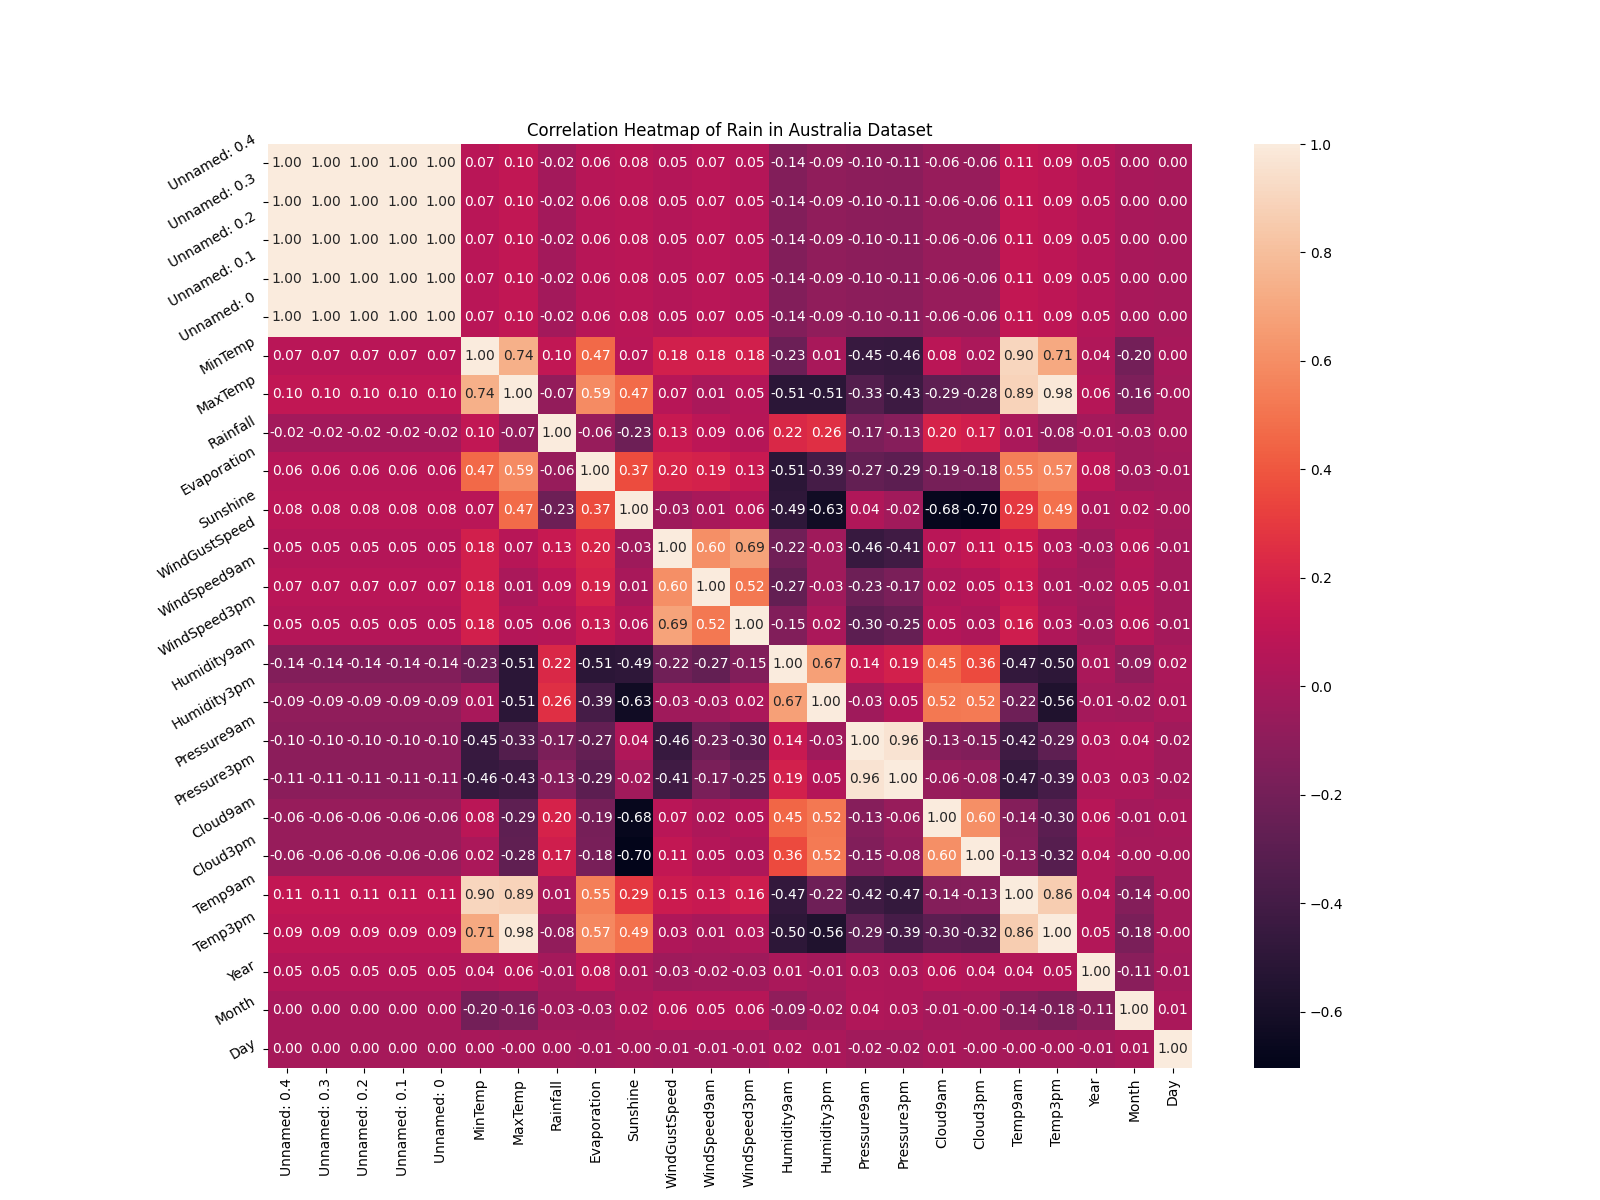 Correlation Heatmap of Rain in Australia Dataset
Unnamed: 0.4 1.00 1.00 1.00 1.00 1.00 0.07 0.10 -0.02 0.06 0.08 0.05 0.07 0.05 -0.14 -0.09 -0.10 -0.11 -0.06 -0.06 0.11 0.09 0.05 0.00 0.00
Unnamed: 0.3 1.00 1.00 1.00 1.00 1.00 0.07 0.10 -0.02 0.06 0.08 0.05 0.07 0.05 -0.14 -0.09 -0.10 -0.11 -0.06 -0.06 0.11 0.09 0.05 0.00 0.00
Unnamed: 0.2 1.00 1.00 1.00 1.00 1.00 0.07 0.10 -0.02 0.06 0.08 0.05 0.07 0.05 -0.14 -0.09 -0.10 -0.11 -0.06 -0.06 0.11 0.09 0.05 0.00 0.00
Unnamed: 0.1 1.00 1.00 1.00 1.00 1.00 0.07 0.10 -0.02 0.06 0.08 0.05 0.07 0.05 -0.14 -0.09 -0.10 -0.11 -0.06 -0.06 0.11 0.09 0.05 0.00 0.00
Unnamed: 0 1.00 1.00 1.00 1.00 1.00 0.07 0.10 -0.02 0.06 0.08 0.05 0.07 0.05 -0.14 -0.09 -0.10 -0.11 -0.06 -0.06 0.11 0.09 0.05 0.00 0.00
MinTemp 0.07 0.07 0.07 0.07 0.07 1.00 0.74 0.10 0.47 0.07 0.18 0.18 0.18 -0.23 0.01 -0.45 -0.46 0.08 0.02 0.90 0.71 0.04 -0.20 0.00
MaxTemp 0.10 0.10 0.10 0.10 0.10 0.74 1.00 -0.07 0.59 0.47 0.07 0.01 0.05 -0.51 -0.51 -0.33 -0.43 -0.29 -0.28 0.89 0.98 0.06 -0.16 -0.00
Rainfall -0.02 -0.02 -0.02 -0.02 -0.02 0.10 -0.07 1.00 -0.06 -0.23 0.13 0.09 0.06 0.22 0.26 -0.17 -0.13 0.20 0.17 0.01 -0.08 -0.01 -0.03 0.00
Evaporation 0.06 0.06 0.06 0.06 0.06 0.47 0.59 -0.06 1.00 0.37 0.20 0.19 0.13 -0.51 -0.39 -0.27 -0.29 -0.19 -0.18 0.55 0.57 0.08 -0.03 -0.01
Sunshine 0.08 0.08 0.08 0.08 0.08 0.07 0.47 -0.23 0.37 1.00 -0.03 0.01 0.06 -0.49 -0.63 0.04 -0.02 -0.68 -0.70 0.29 0.49 0.01 0.02 -0.00
WindGustSpeed 0.05 0.05 0.05 0.05 0.05 0.18 0.07 0.13 0.20 -0.03 1.00 0.60 0.69 -0.22 -0.03 -0.46 -0.41 0.07 0.11 0.15 0.03 -0.03 0.06 -0.01
WindSpeed9am 0.07 0.07 0.07 0.07 0.07 0.18 0.01 0.09 0.19 0.01 0.60 1.00 0.52 -0.27 -0.03 -0.23 -0.17 0.02 0.05 0.13 0.01 -0.02 0.05 -0.01
WindSpeed3pm 0.05 0.05 0.05 0.05 0.05 0.18 0.05 0.06 0.13 0.06 0.69 0.52 1.00 -0.15 0.02 -0.30 -0.25 0.05 0.03 0.16 0.03 -0.03 0.06 -0.01
Humidity9am -0.14 -0.14 -0.14 -0.14 -0.14 -0.23 -0.51 0.22 -0.51 -0.49 -0.22 -0.27 -0.15 1.00 0.67 0.14 0.19 0.45 0.36 -0.47 -0.50 0.01 -0.09 0.02
Humidity3pm -0.09 -0.09 -0.09 -0.09 -0.09 0.01 -0.51 0.26 -0.39 -0.63 -0.03 -0.03 0.02 0.67 1.00 -0.03 0.05 0.52 0.52 -0.22 -0.56 -0.01 -0.02 0.01
Pressure9am -0.10 -0.10 -0.10 -0.10 -0.10 -0.45 -0.33 -0.17 -0.27 0.04 -0.46 -0.23 -0.30 0.14 -0.03 1.00 0.96 -0.13 -0.15 -0.42 -0.29 0.03 0.04 -0.02
Pressure3pm -0.11 -0.11 -0.11 -0.11 -0.11 -0.46 -0.43 -0.13 -0.29 -0.02 -0.41 -0.17 -0.25 0.19 0.05 0.96 1.00 -0.06 -0.08 -0.47 -0.39 0.03 0.03 -0.02
Cloud9am -0.06 -0.06 -0.06 -0.06 -0.06 0.08 -0.29 0.20 -0.19 -0.68 0.07 0.02 0.05 0.45 0.52 -0.13 -0.06 1.00 0.60 -0.14 -0.30 0.06 -0.01 0.01
Cloud3pm -0.06 -0.06 -0.06 -0.06 -0.06 0.02 -0.28 0.17 -0.18 -0.70 0.11 0.05 0.03 0.36 0.52 -0.15 -0.08 0.60 1.00 -0.13 -0.32 0.04 -0.00 -0.00
Temp9am 0.11 0.11 0.11 0.11 0.11 0.90 0.89 0.01 0.55 0.29 0.15 0.13 0.16 -0.47 -0.22 -0.42 -0.47 -0.14 -0.13 1.00 0.86 0.04 -0.14 -0.00
Temp3pm 0.09 0.09 0.09 0.09 0.09 0.71 0.98 -0.08 0.57 0.49 0.03 0.01 0.03 -0.50 -0.56 -0.29 -0.39 -0.30 -0.32 0.86 1.00 0.05 -0.18 -0.00
Year 0.05 0.05 0.05 0.05 0.05 0.04 0.06 -0.01 0.08 0.01 -0.03 -0.02 -0.03 0.01 -0.01 0.03 0.03 0.06 0.04 0.04 0.05 1.00 -0.11 -0.01
Month 0.00 0.00 0.00 0.00 0.00 -0.20 -0.16 -0.03 -0.03 0.02 0.06 0.05 0.06 -0.09 -0.02 0.04 0.03 -0.01 -0.00 -0.14 -0.18 -0.11 1.00 0.01
Day 0.00 0.00 0.00 0.00 0.00 0.00 -0.00 0.00 -0.01 -0.00 -0.01 -0.01 -0.01 0.02 0.01 -0.02 -0.02 0.01 -0.00 -0.00 -0.00 -0.01 0.01 1.00
Unnamed: 0.4
Unnamed: 0.3
Unnamed: 0.2
Unnamed: 0.1
Unnamed: 0
MinTemp
MaxTemp
Rainfall
Evaporation
Sunshine
WindGustSpeed
WindSpeed9am
WindSpeed3pm
Humidity9am
Humidity3pm
Pressure9am
Pressure3pm
Cloud9am
Cloud3pm
Temp9am
Temp3pm
Year
Month
Day
1.0
0.8
0.6
0.4
0.2
0.0
−0.2
−0.4
−0.6